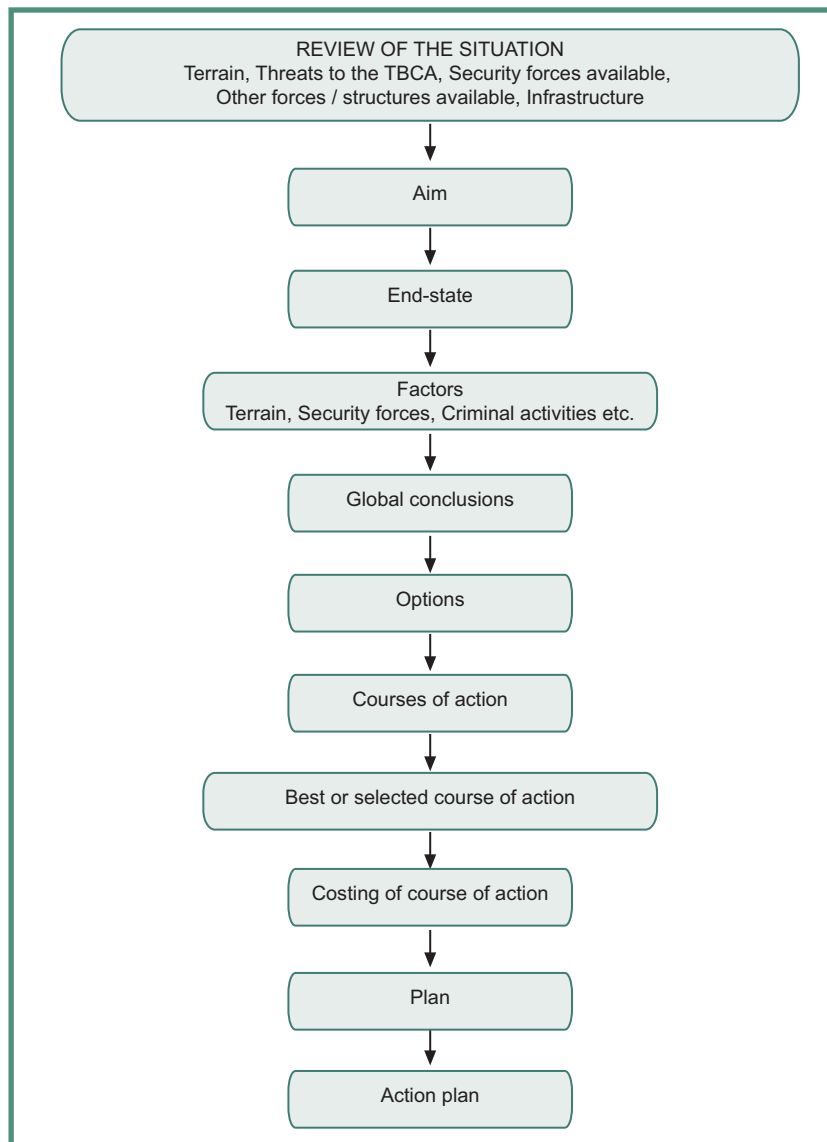 REVIEW OF THE SITUATION
Terrain, Threats to the TBCA, Security forces available,
Other forces / structures available, Infrastructure
Aim
End-state
Factors
Terrain, Security forces, Criminal activities etc.
Global conclusions
Options
Courses of action
Best or selected course of action
Costing of course of action
Plan
Action plan